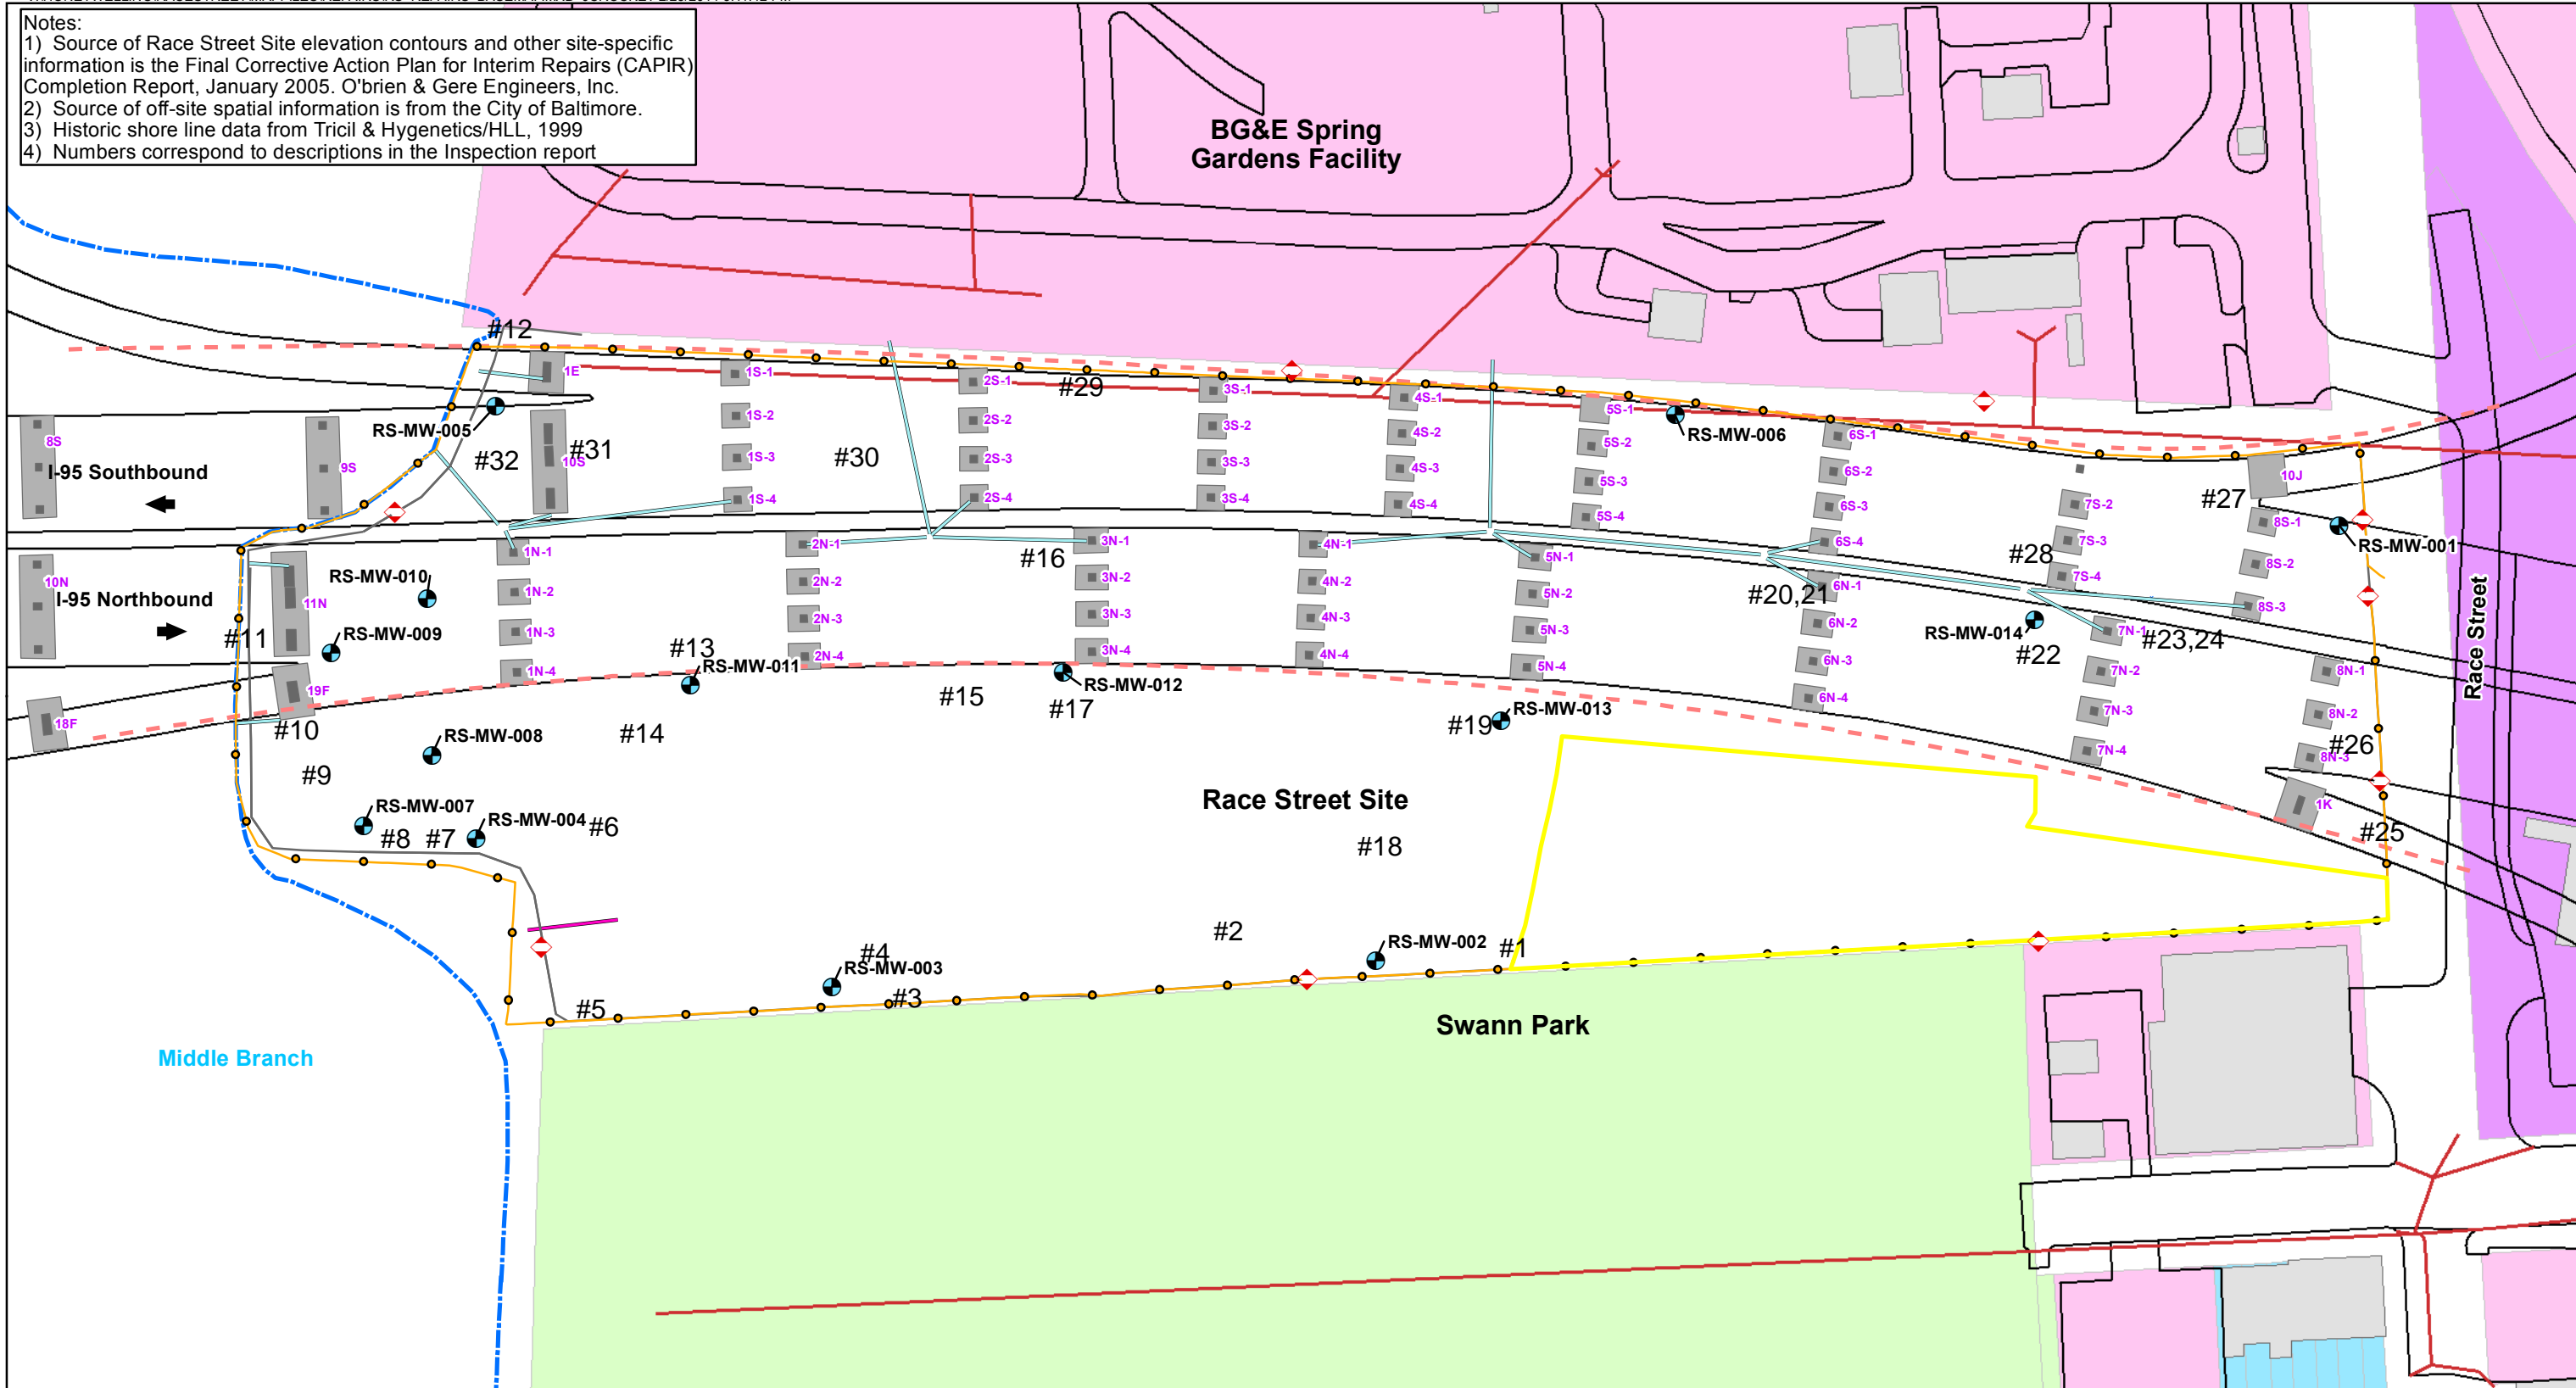 Notes:
1) Source of Race Street Site elevation contours and other site-specific
information is the Final Corrective Action Plan for Interim Repairs (CAPIR)
Completion Report, January 2005. O'brien & Gere Engineers, Inc.
2) Source of off-site spatial information is from the City of Baltimore.
3) Historic shore line data from Tricil & Hygenetics/HLL, 1999
4) Numbers correspond to descriptions in the Inspection report
BG&E Spring
Gardens Facility
#12
1E
1S-1
2S-1
#29
3S-1
4S-1
5S-1
RS-MW-006
6S-1
RS-MW-005
1S-2
2S-2
3S-2
4S-2
5S-2
6S-2
8S
I-95 Southbound
9S
#32
#31
10S
1S-3
#30
2S-3
3S-3
4S-3
5S-3
6S-3
10J
#27
1S-4
2S-4
3S-4
4S-4
5S-4
6S-4
7S-2
7S-3
7S-4
#28
8S-1
8S-2
8S-3
RS-MW-001
Race Street
10N
I-95 Northbound
11N
#11
RS-MW-010
RS-MW-009
1N-1
1N-2
1N-3
1N-4
#13
RS-MW-011
2N-1
2N-2
2N-3
2N-4
#16
3N-1
3N-2
3N-3
3N-4
4N-1
4N-2
4N-3
4N-4
5N-1
5N-2
5N-3
5N-4
#20,21
6N-1
6N-2
6N-3
6N-4
RS-MW-014
#22
7N-1
#23,24
7N-2
7N-3
7N-4
8N-1
8N-2
#26
8N-3
18F
19F
#10
#9
RS-MW-008
#14
#15
RS-MW-012
#17
#19
RS-MW-013
1K
#25
RS-MW-007
#8
#7
RS-MW-004
#6
Race Street Site
#18
#2
RS-MW-002
#1
#4
RS-MW-003
#3
#5
Swann Park
Middle Branch